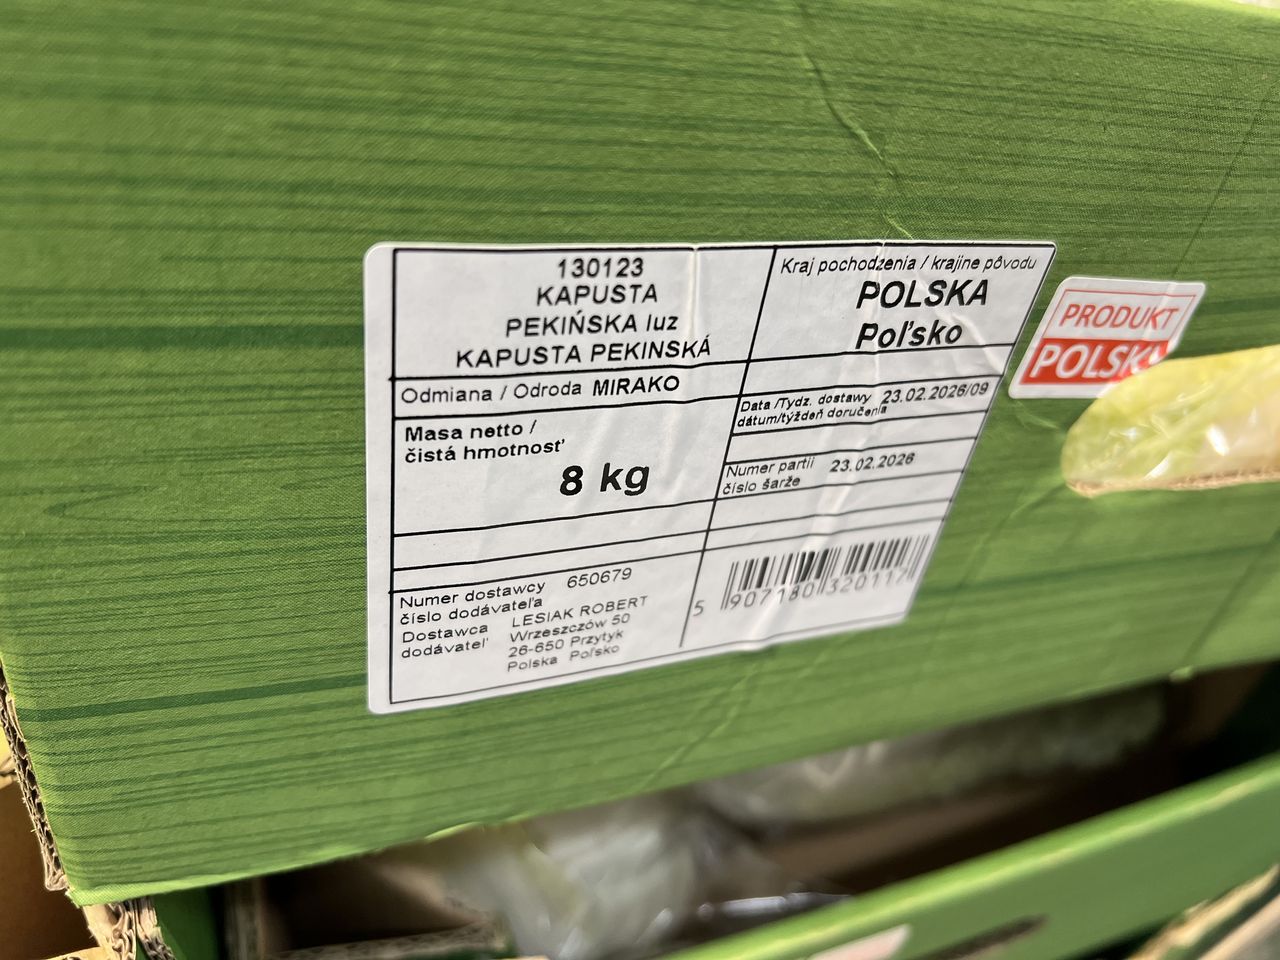 130123
KAPUSTA
PEKIŃSKA luz
KAPUSTA PEKINSKÁ
Kraj pochodzenia / krajine pôvodu
POLSKA
Poľsko
Odmiana / Odroda MIRAKO
Data /Tydz. dostawy 23.02.2026/09
dátum/týždeň doručenia
Masa netto /
čistá hmotnosť
8 kg
Numer partii 23.02.2026
číslo šarže
Numer dostawcy 650679
číslo dodávateľa
Dostawca LESIAK ROBERT
dodávateľ Wrzeszczów 50
26-650 Przytyk
Polska Poľsko
5 907180 320117
PRODUKT
POLSKI